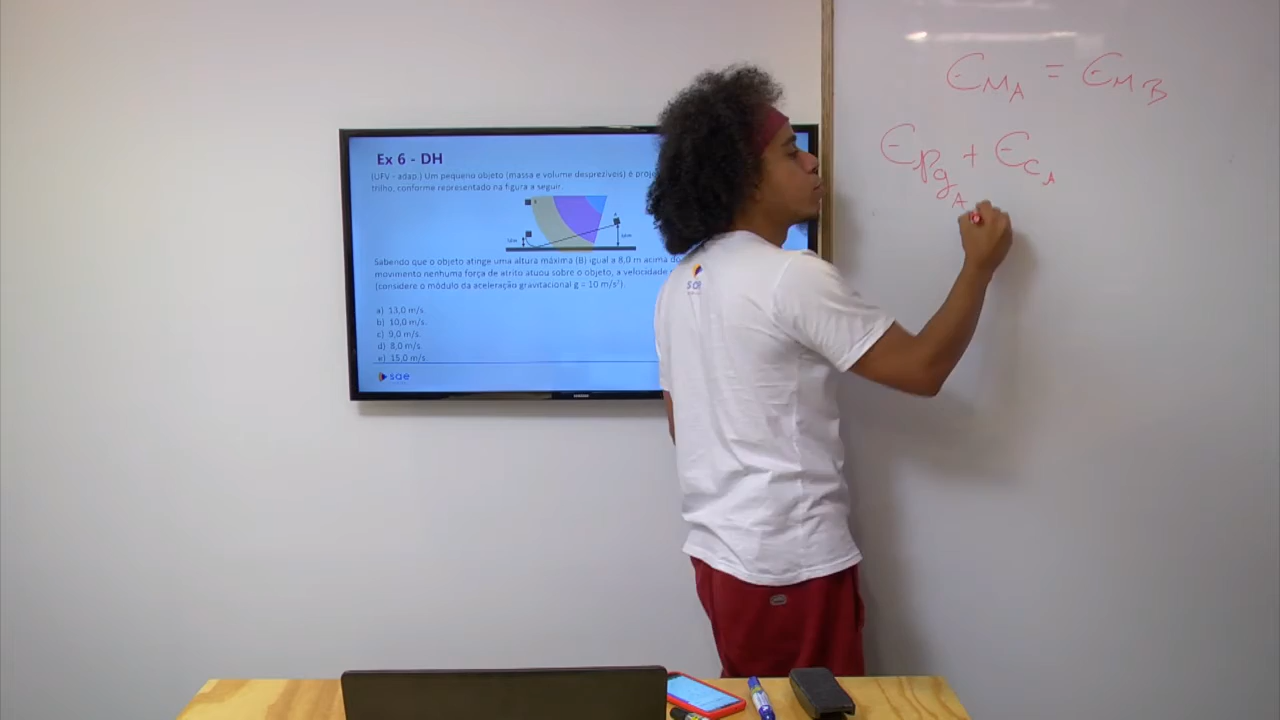 Ex 6 - DH
(UFV - adap.) Um pequeno objeto (massa e volume desprezíveis) é
trilho, conforme representado na figura a seguir.
Sabendo que o objeto atinge uma altura máxima (B) igual a 8,0 m acima
movimento nenhuma força de atrito atuou sobre o objeto, a velocidade
(considere o módulo da aceleração gravitacional g = 10 m/s²).
a) 13,0 m/s.
b) 10,0 m/s.
c) 9,0 m/s.
d) 8,0 m/s.
e) 15,0 m/s.
sae
SAMSUNG
EMA = EMB
EpgA + EcA